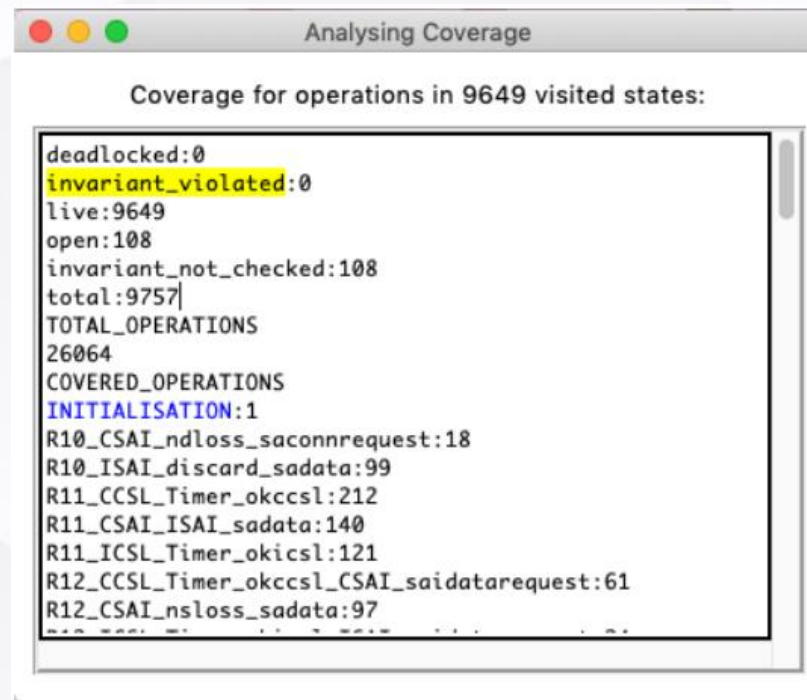 Analysing Coverage
Coverage for operations in 9649 visited states:
deadlocked:0
invariant_violated:0
live:9649
open:108
invariant_not_checked:108
total:9757
TOTAL_OPERATIONS
26064
COVERED_OPERATIONS
INITIALISATION:1
R10_CSAI_ndloss_saconnrequest:18
R10_ISAI_discard_sadata:99
R11_CCSL_Timer_okccsl:212
R11_CSAI_ISAI_sadata:140
R11_ICSL_Timer_okicsl:121
R12_CCSL_Timer_okccsl_CSAI_saidatarequest:61
R12_CSAI_nsloss_sadata:97